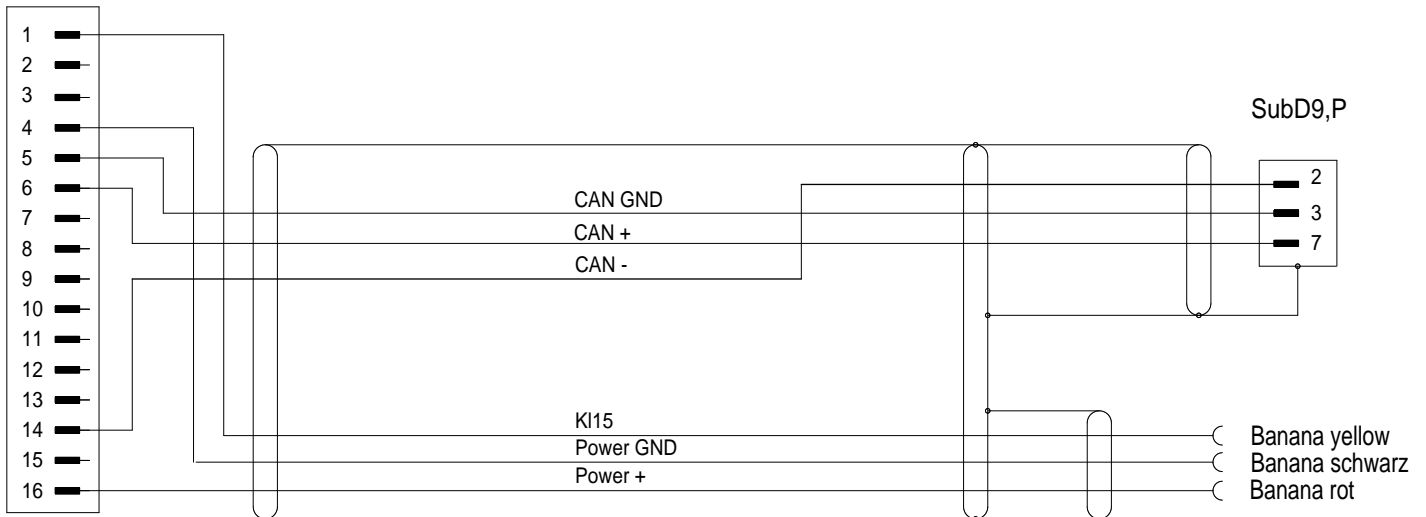 1
2
3
4
5
6
7
8
9
10
11
12
13
14
15
16
SubD9,P
2
3
7
CAN GND
CAN +
CAN -
Kl15
Power GND
Power +
Banana yellow
Banana schwarz
Banana rot